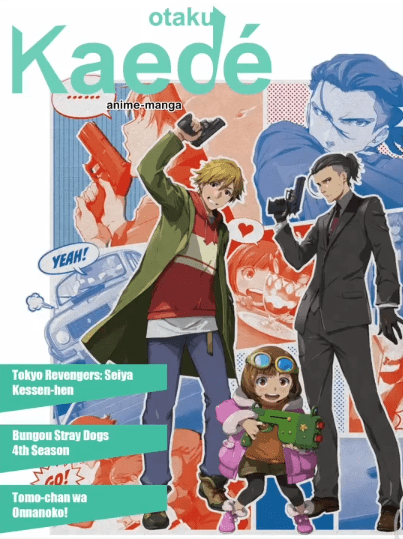 otaku
Kaedé
anime-manga
......
YEAH!
Tokyo Revengers: Seiya
Kessen-hen
Bungou Stray Dogs
4th Season
GO!
Tomo-chan wa
Onnanoko!